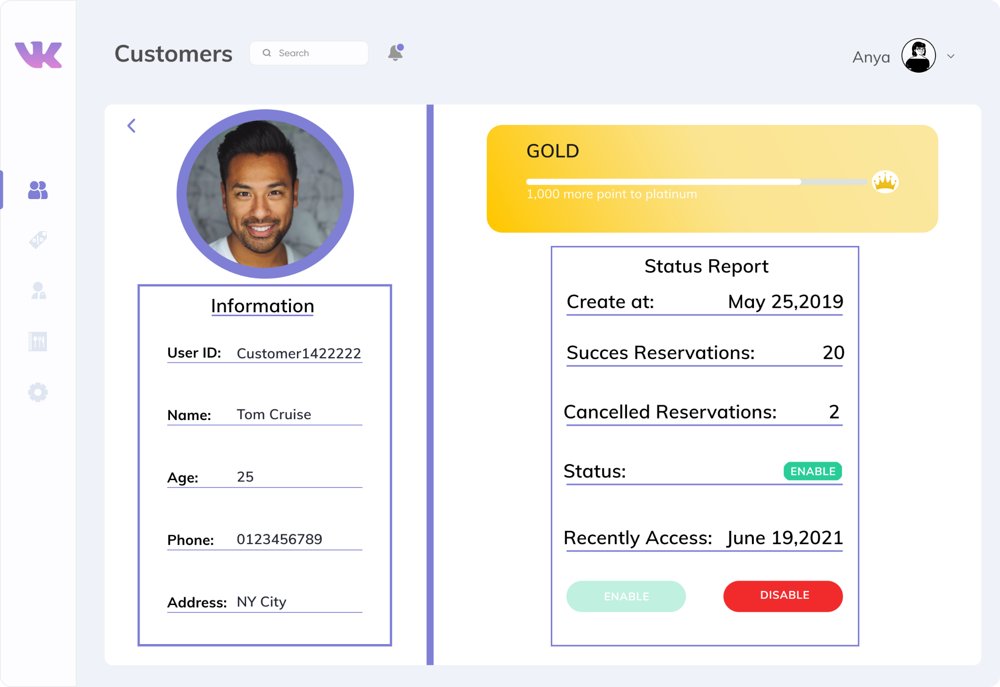 VK
Customers
Search
Anya
GOLD
1,000 more point to platinum
Information
User ID: Customer1422222
Name: Tom Cruise
Age: 25
Phone: 0123456789
Address: NY City
Status Report
Create at: May 25,2019
Succes Reservations: 20
Cancelled Reservations: 2
Status: ENABLE
Recently Access: June 19,2021
ENABLE DISABLE